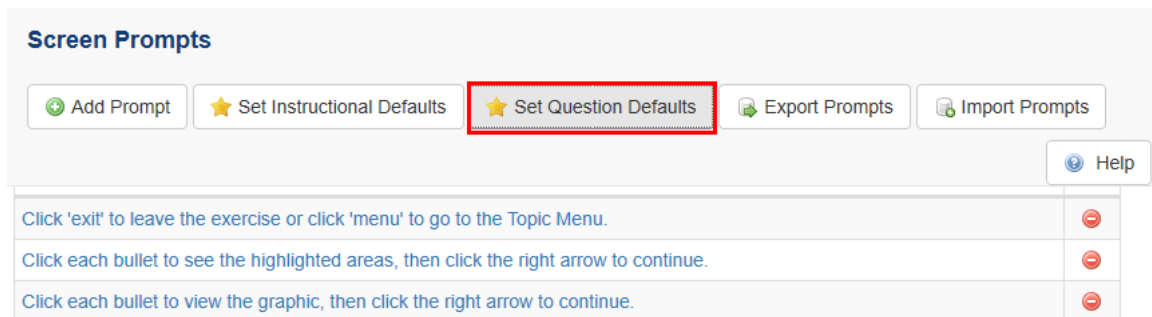 Screen Prompts
Add Prompt Set Instructional Defaults Set Question Defaults Export Prompts Import Prompts
Help
Click 'exit' to leave the exercise or click 'menu' to go to the Topic Menu.
Click each bullet to see the highlighted areas, then click the right arrow to continue.
Click each bullet to view the graphic, then click the right arrow to continue.